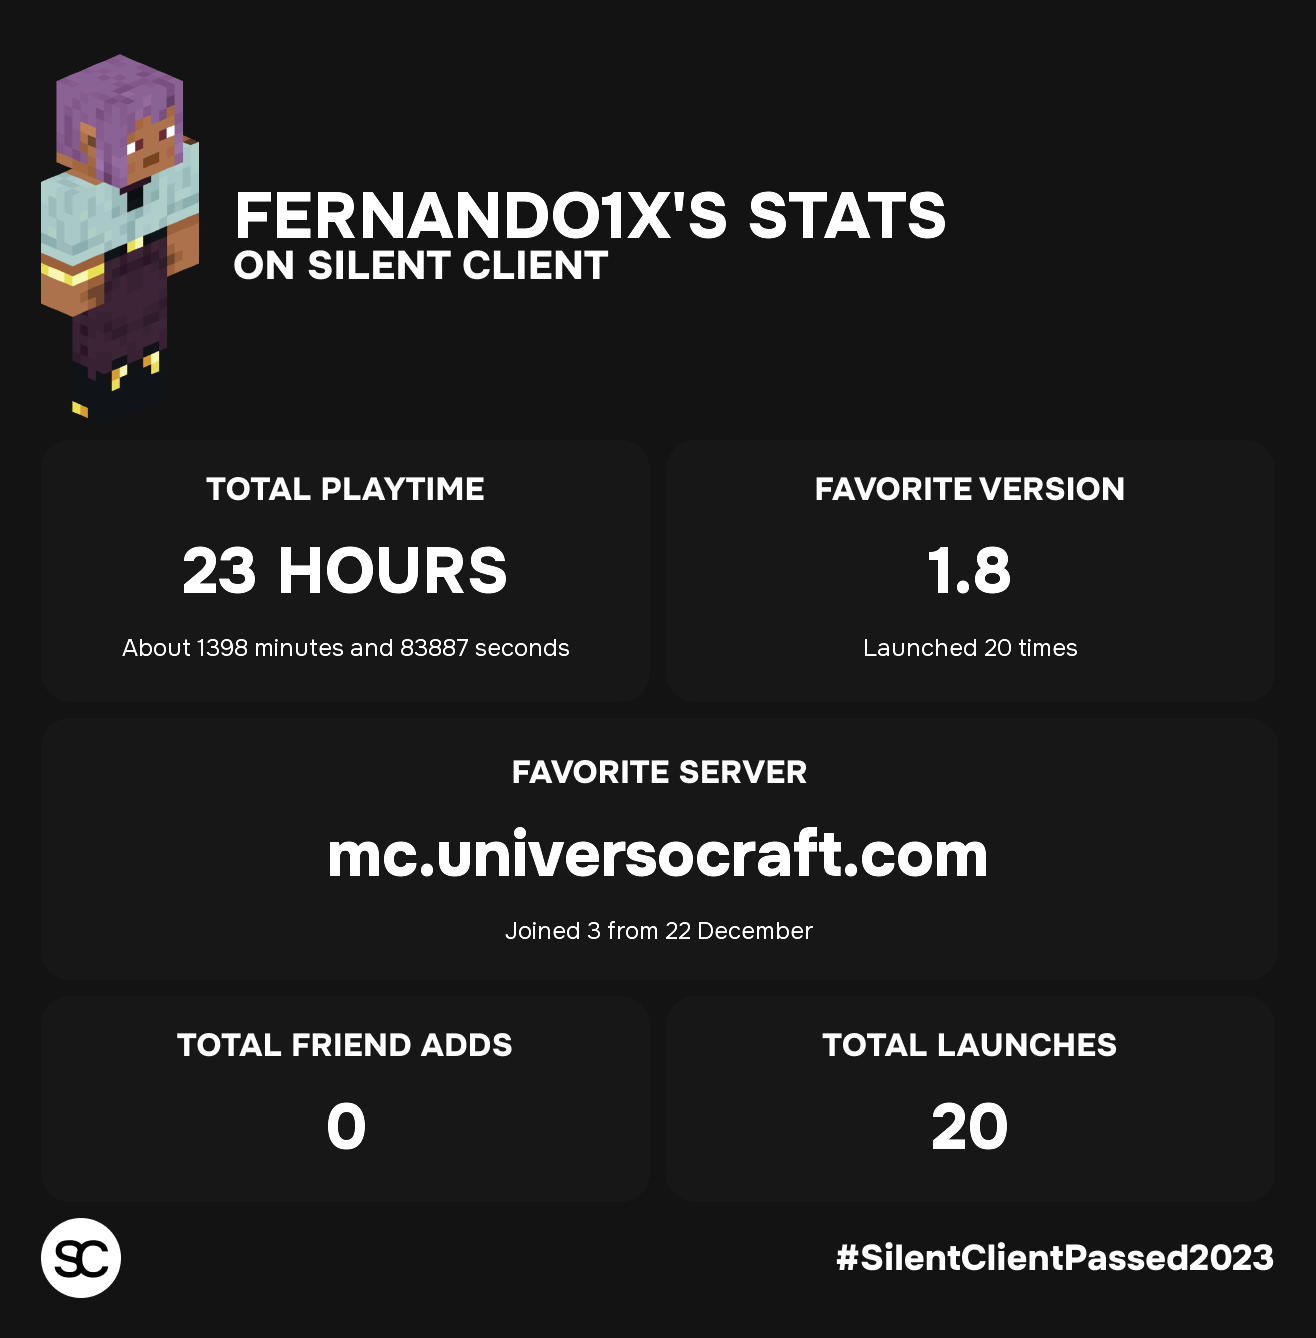 FERNANDO1X'S STATS
ON SILENT CLIENT
TOTAL PLAYTIME
23 HOURS
About 1398 minutes and 83887 seconds
FAVORITE VERSION
1.8
Launched 20 times
FAVORITE SERVER
mc.universocraft.com
Joined 3 from 22 December
TOTAL FRIEND ADDS
0
TOTAL LAUNCHES
20
SC
#SilentClientPassed2023